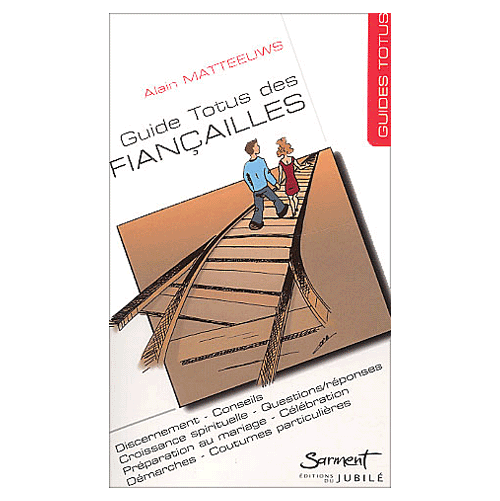 Alain MATTEEUWS
GUIDES TOTUS
Guide Totus des
FIANÇAILLES
Discernement - Conseils
Croissance spirituelle - Questions/réponses
Préparation au mariage - Célébration
Démarches - Coutumes particulières
Sarment
ÉDITIONS
DU JUBILÉ